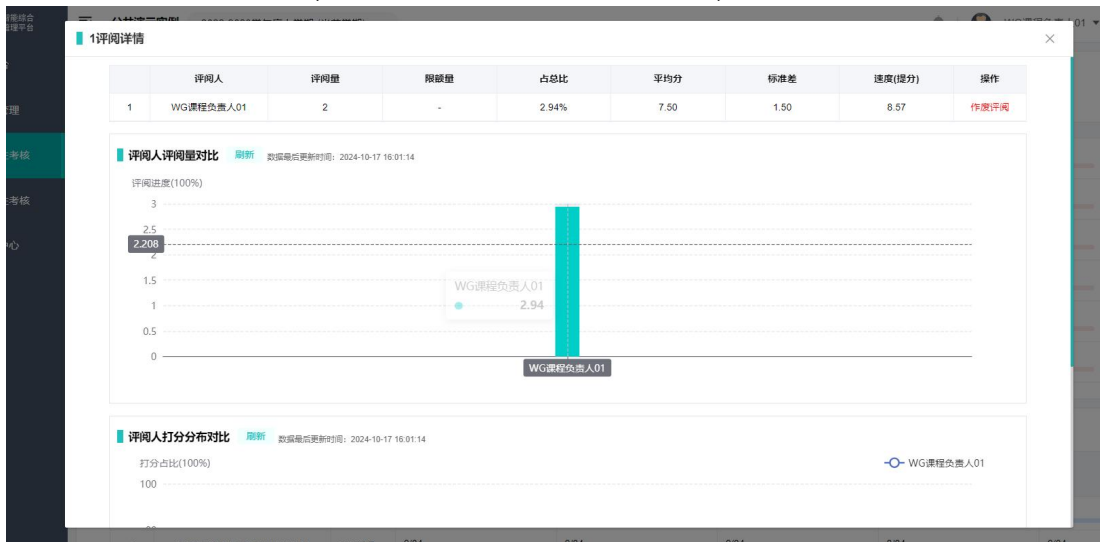 1评阅详情
评阅人 评阅量 限额量 占总比 平均分 标准差 速度(提分) 操作
1 WG课程负责人01 2 - 2.94% 7.50 1.50 8.57 作废评阅
评阅人评阅量对比 刷新 数据最后更新时间：2024-10-17 16:01:14
评阅进度(100%)
3
2.5
2.208
2
1.5
WG课程负责人01
2.94
1
0.5
0
WG课程负责人01
评阅人打分分布对比 刷新 数据最后更新时间：2024-10-17 16:01:14
打分占比(100%)
WG课程负责人01
100